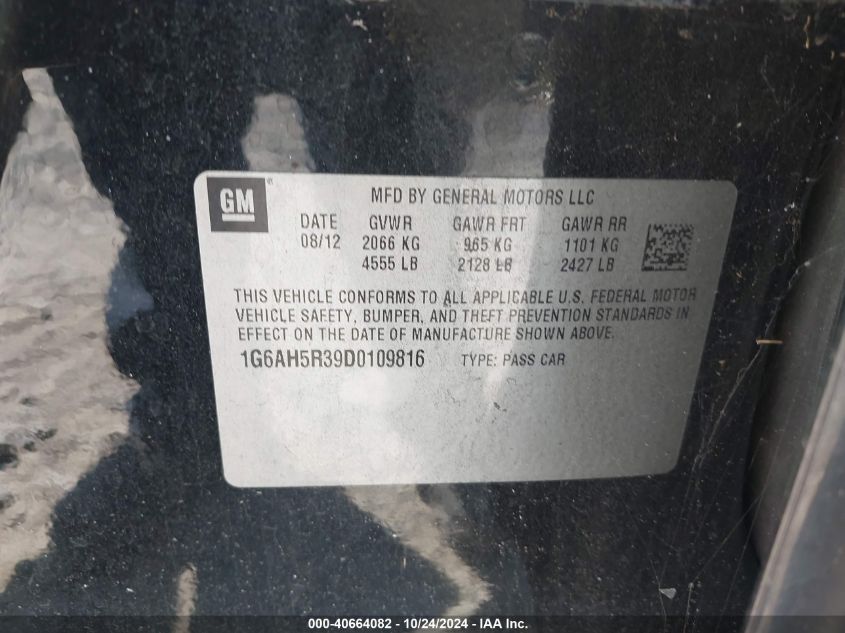 GM ®
MFD BY GENERAL MOTORS LLC
DATE GVWR GAWR FRT GAWR RR
08/12 2066 KG 965 KG 1101 KG
4555 LB 2128 LB 2427 LB
THIS VEHICLE CONFORMS TO ALL APPLICABLE U.S. FEDERAL MOTOR
VEHICLE SAFETY, BUMPER, AND THEFT PREVENTION STANDARDS IN
EFFECT ON THE DATE OF MANUFACTURE SHOWN ABOVE.
1G6AH5R39D0109816 TYPE: PASS CAR
000-40664082 - 10/24/2024 - IAA Inc.